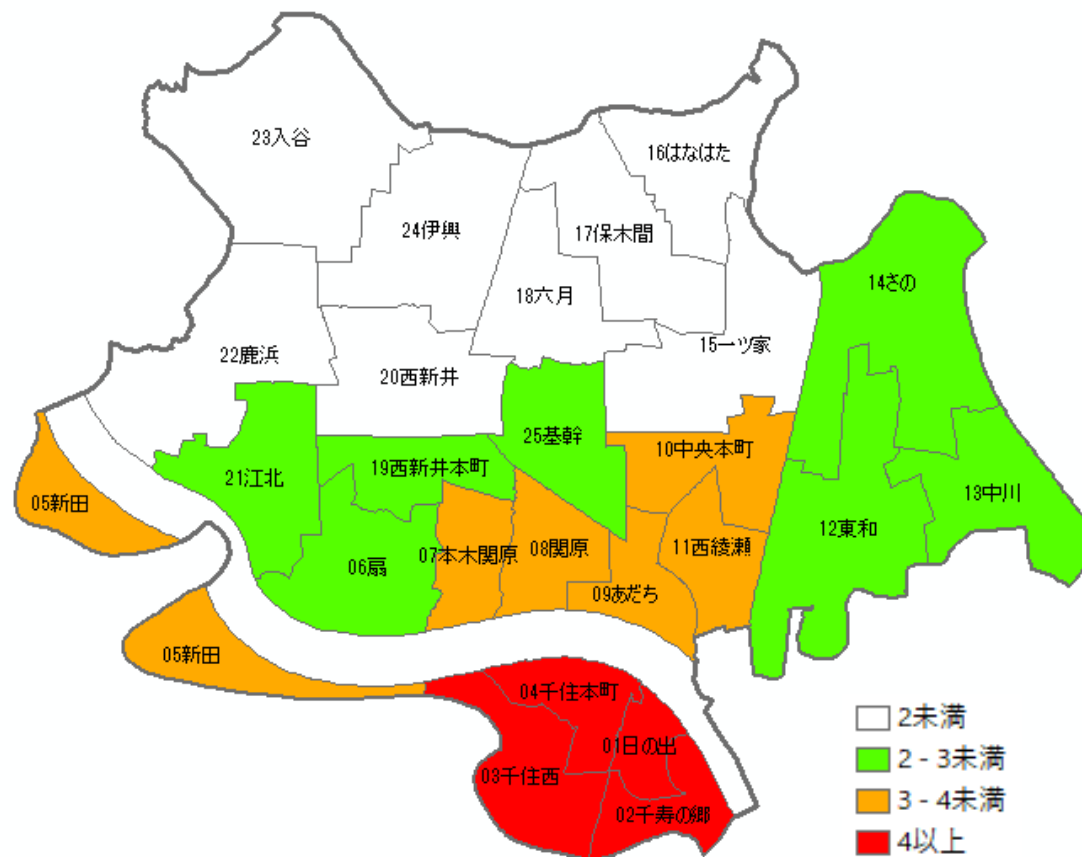 23入谷
16はなはた
24伊興
17保木間
14さの
18六月
15一ツ家
22鹿浜
20西新井
25基幹
10中央本町
19西新井本町
21江北
05新田
13中川
12東和
11西綾瀬
08関原
07本木関原
06扇
09あだち
05新田
04千住本町
01日の出
03千住西
02千寿の郷
2未満
2 - 3未満
3 - 4未満
4以上